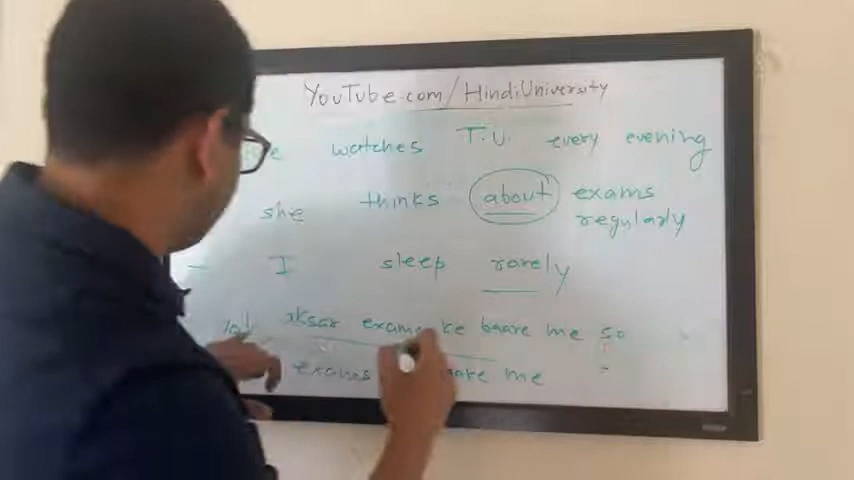 YouTube.com/HindiUniversity
watches T.V. every evening
she thinks about exams regularly
— I sleep rarely
aksar exams ke baare me so
exams baare me